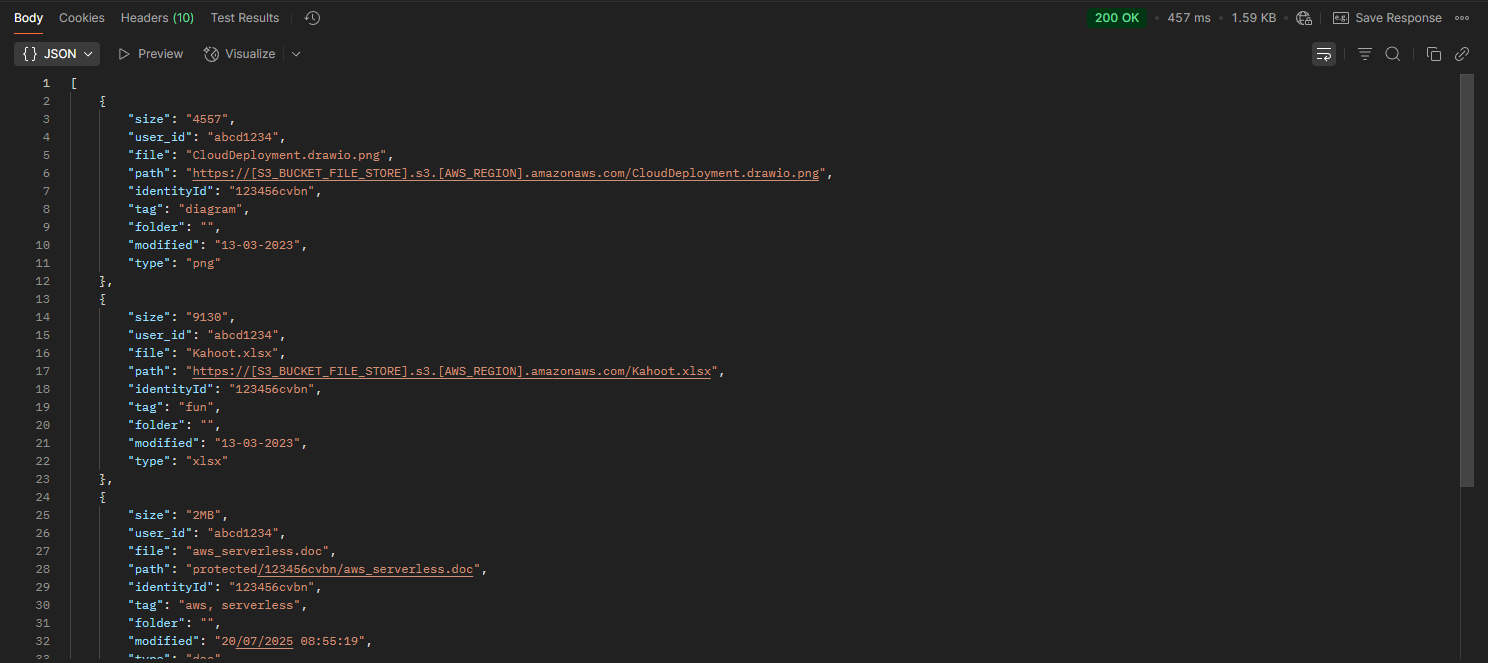 Body Cookies Headers (10) Test Results 200 OK • 457 ms • 1.59 KB • e.g. Save Response
{} JSON Preview Visualize
1 [
2 {
3 "size": "4557",
4 "user_id": "abcd1234",
5 "file": "CloudDeployment.drawio.png",
6 "path": "https://[S3_BUCKET_FILE_STORE].s3.[AWS_REGION].amazonaws.com/CloudDeployment.drawio.png",
7 "identityId": "123456cvbn",
8 "tag": "diagram",
9 "folder": "",
10 "modified": "13-03-2023",
11 "type": "png"
12 },
13 {
14 "size": "9130",
15 "user_id": "abcd1234",
16 "file": "Kahoot.xlsx",
17 "path": "https://[S3_BUCKET_FILE_STORE].s3.[AWS_REGION].amazonaws.com/Kahoot.xlsx",
18 "identityId": "123456cvbn",
19 "tag": "fun",
20 "folder": "",
21 "modified": "13-03-2023",
22 "type": "xlsx"
23 },
24 {
25 "size": "2MB",
26 "user_id": "abcd1234",
27 "file": "aws_serverless.doc",
28 "path": "protected/123456cvbn/aws_serverless.doc",
29 "identityId": "123456cvbn",
30 "tag": "aws, serverless",
31 "folder": "",
32 "modified": "20/07/2025 08:55:19",
33 "type": "doc"